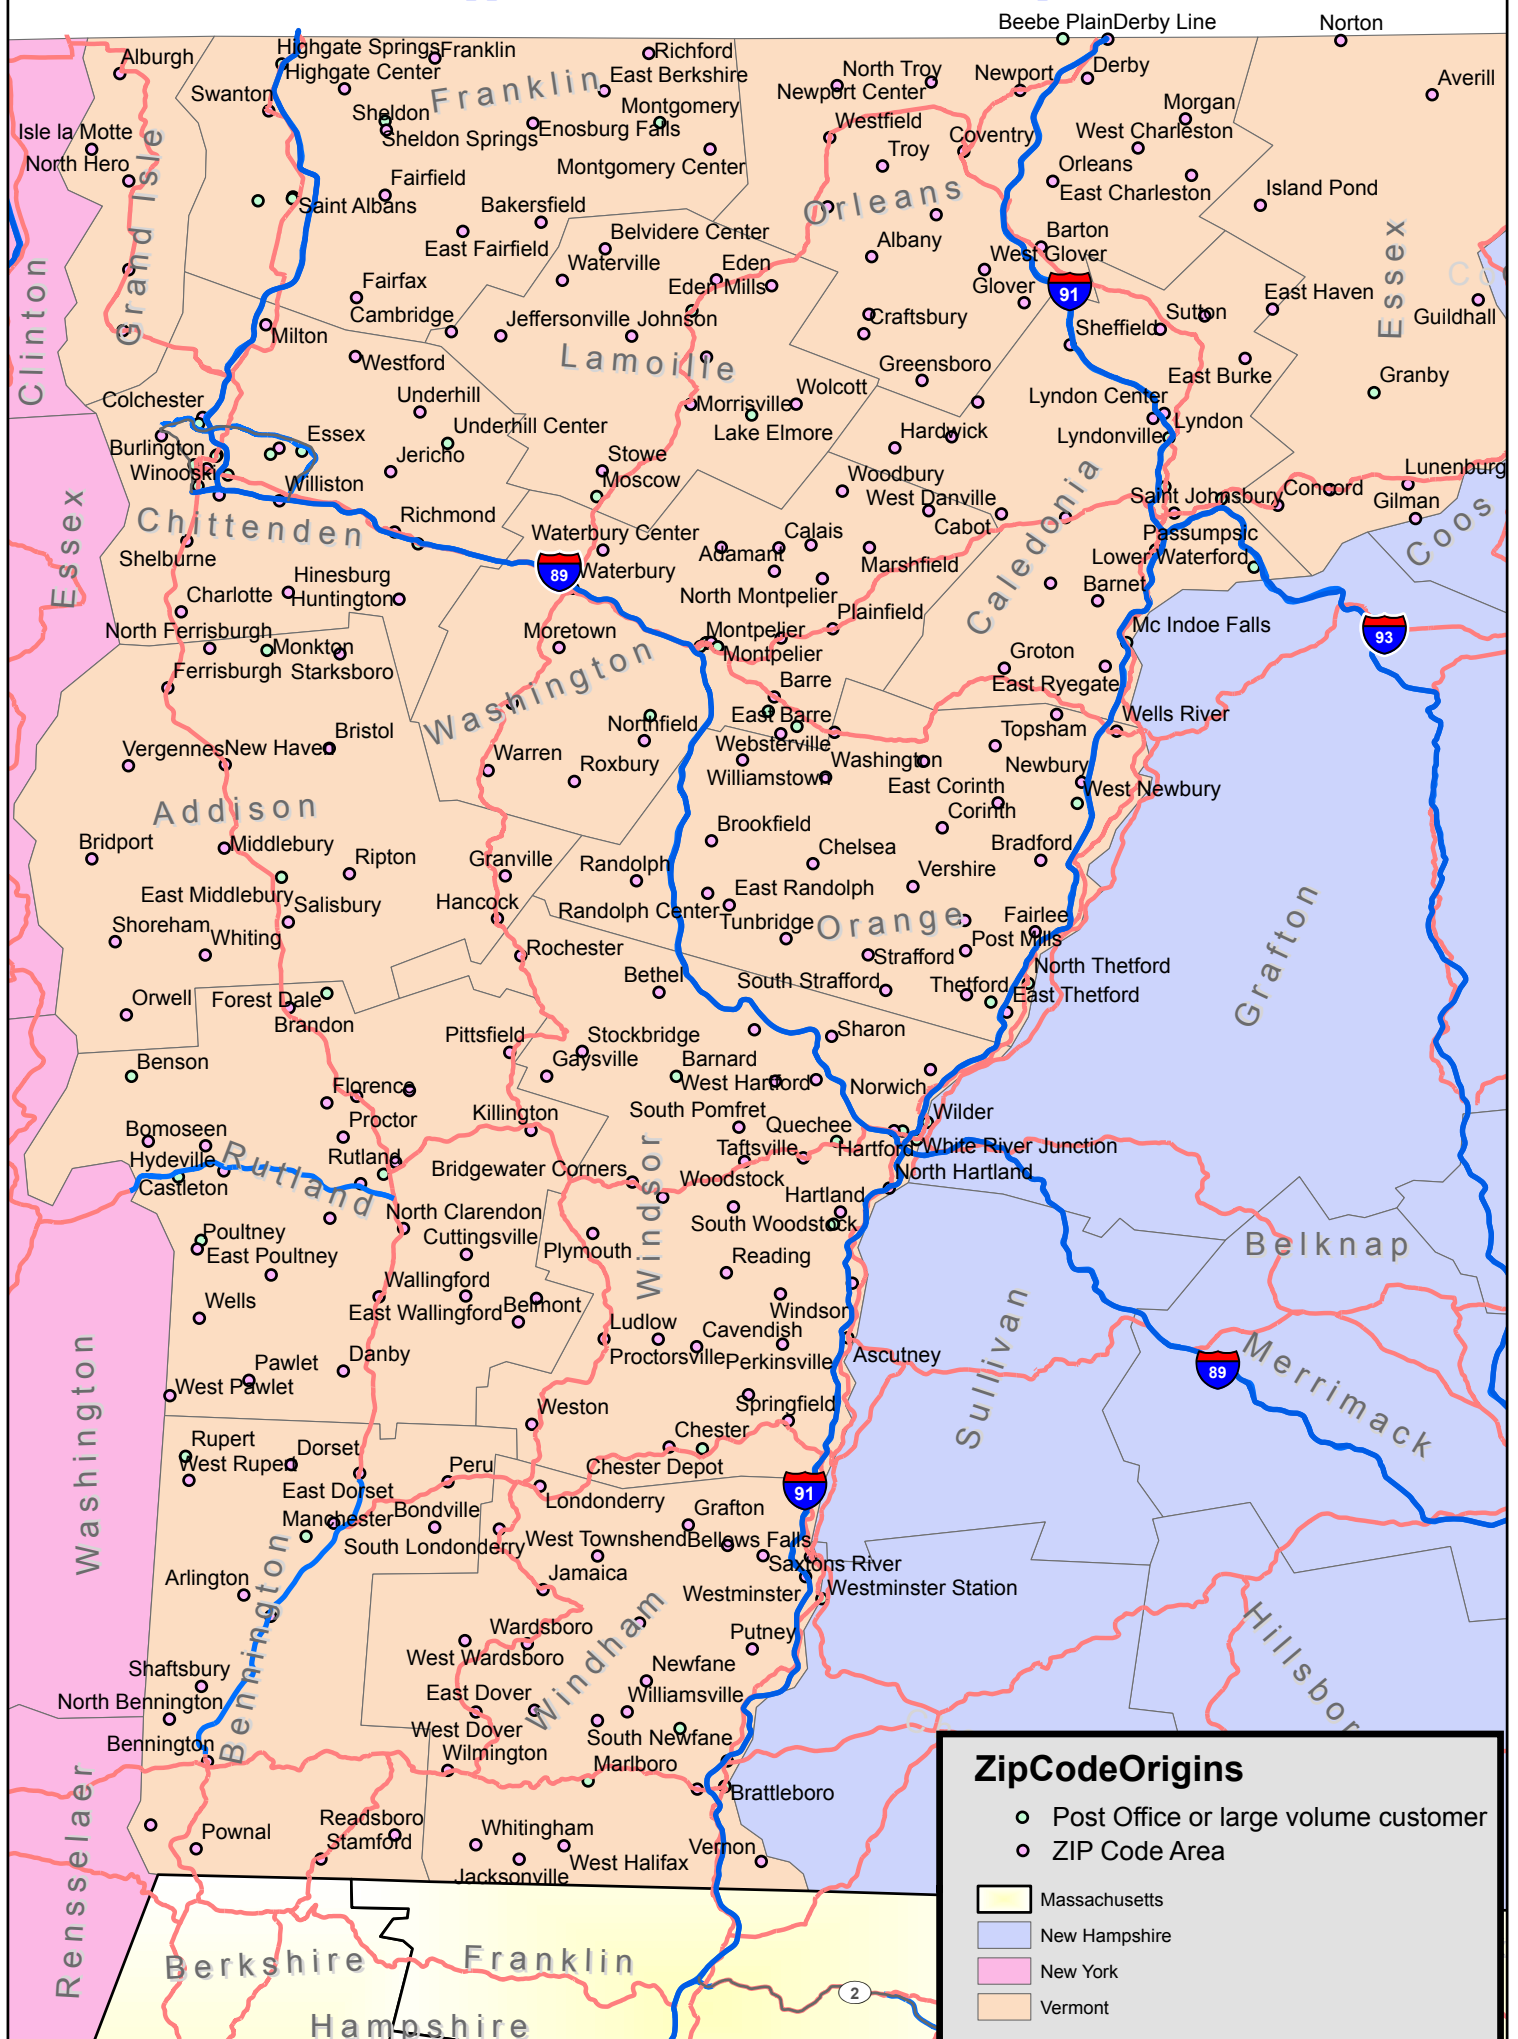 Beebe Plain
Derby Line
Norton
Alburgh
Highgate Springs
Franklin
Richford
Highgate Center
East Berkshire
North Troy
Newport
Derby
Averill
Swanton
Franklin
Newport Center
Sheldon
Montgomery
Morgan
Isle la Motte
Sheldon Springs
Enosburg Falls
Westfield
Coventry
West Charleston
North Hero
Montgomery Center
Troy
Orleans
Grand Isle
Fairfield
East Charleston
Island Pond
Saint Albans
Bakersfield
Orleans
East Fairfield
Belvidere Center
Albany
Barton
West Glover
Essex
Waterville
Eden
Clinton
Fairfax
Eden Mills
Glover
91
East Haven
Cambridge
Jeffersonville
Johnson
Craftsbury
Sutton
Guildhall
Milton
Sheffield
Westford
Lamoille
Greensboro
East Burke
Granby
Colchester
Underhill
Wolcott
Lyndon Center
Morrisville
Lyndon
Underhill Center
Lake Elmore
Hardwick
Lyndonville
Burlington
Essex
Jericho
Stowe
Winooski
Moscow
Woodbury
Lunenburg
Williston
West Danville
Saint Johnsbury
Concord
Gilman
Essex
Chittenden
Richmond
Cabot
Caledonia
Coos
Waterbury Center
Calais
Passumpsic
Shelburne
Adamant
Marshfield
Lower Waterford
89
Waterbury
Hinesburg
Huntington
North Montpelier
Barnet
Charlotte
Plainfield
North Ferrisburgh
Moretown
Montpelier
Mc Indoe Falls
93
Monkton
Montpelier
Groton
Ferrisburgh
Starksboro
Washington
Barre
East Ryegate
Northfield
East Barre
Topsham
Wells River
Bristol
Vergennes
New Haven
Warren
Websterville
Washington
Roxbury
Williamstown
Newbury
East Corinth
West Newbury
Addison
Corinth
Bridport
Middlebury
Brookfield
Bradford
Ripton
Granville
Randolph
Chelsea
Vershire
East Middlebury
Salisbury
Hancock
East Randolph
Grafton
Randolph Center
Orange
Fairlee
Shoreham
Whiting
Tunbridge
Post Mills
Rochester
Strafford
North Thetford
Bethel
South Strafford
Thetford
East Thetford
Orwell
Forest Dale
Brandon
Pittsfield
Stockbridge
Sharon
Benson
Gaysville
Barnard
West Hartford
Norwich
Florence
Killington
South Pomfret
Proctor
Wilder
Bomoseen
Quechee
Hartford
White River Junction
Hydeville
Rutland
Rutland
Taftsville
Bridgewater Corners
Windsor
Woodstock
North Hartland
Castleton
Hartland
North Clarendon
South Woodstock
Poultney
Cuttingsville
East Poultney
Plymouth
Reading
Belknap
Wallingford
Wells
East Wallingford
Belmont
Windsor
Ludlow
Cavendish
Sullivan
Proctorsville
Perkinsville
Ascutney
Merrimack
Washington
Pawlet
Danby
89
West Pawlet
Springfield
Weston
Chester
Rupert
Dorset
West Rupert
Peru
Chester Depot
91
East Dorset
Londonderry
Grafton
Manchester
Bondville
South Londonderry
West Townshend
Bellows Falls
Saxtons River
Arlington
Jamaica
Westminster
Westminster Station
Bennington
Windham
Wardsboro
Putney
Hillsbor
West Wardsboro
Shaftsbury
Newfane
North Bennington
East Dover
Williamsville
Bennington
West Dover
South Newfane
Wilmington
Marlboro
Brattleboro
Rensselaer
Readsboro
Pownal
Stamford
Whitingham
Vernon
West Halifax
Jacksonville
Berkshire
Franklin
2
Hampshire
ZipCodeOrigins
Post Office or large volume customer
ZIP Code Area
Massachusetts
New Hampshire
New York
Vermont